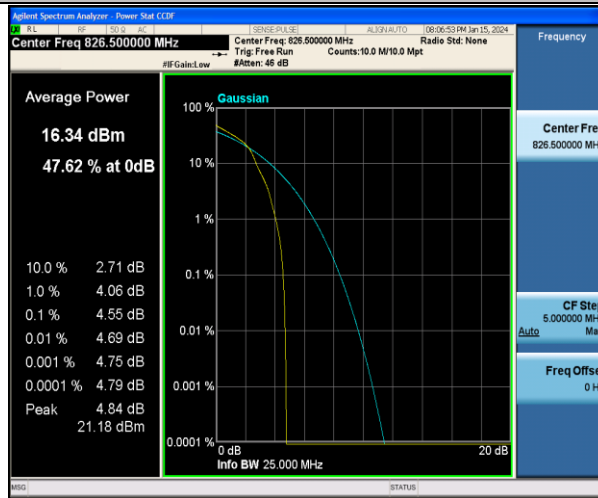 Agilent Spectrum Analyzer - Power Stat CCDF
RL RF 50 Ω AC SENSE:PULSE ALIGN AUTO 08:06:53 PM Jan 15, 2024
Center Freq 826.500000 MHz
Center Freq: 826.500000 MHz Radio Std: None
Trig: Free Run Counts:10.0 M/10.0 Mpt
#IFGain:Low #Atten: 46 dB
Frequency
Average Power
16.34 dBm
47.62 % at 0dB
10.0 % 2.71 dB
1.0 % 4.06 dB
0.1 % 4.55 dB
0.01 % 4.69 dB
0.001 % 4.75 dB
0.0001 % 4.79 dB
Peak 4.84 dB
21.18 dBm
Gaussian
100 %
10 %
1 %
0.1 %
0.01 %
0.001 %
0.0001 %
0 dB 20 dB
Info BW 25.000 MHz
Center Fre
826.500000 MH
CF Ste
5.000000 MH
Auto Ma
Freq Offse
0 H
MSG STATUS